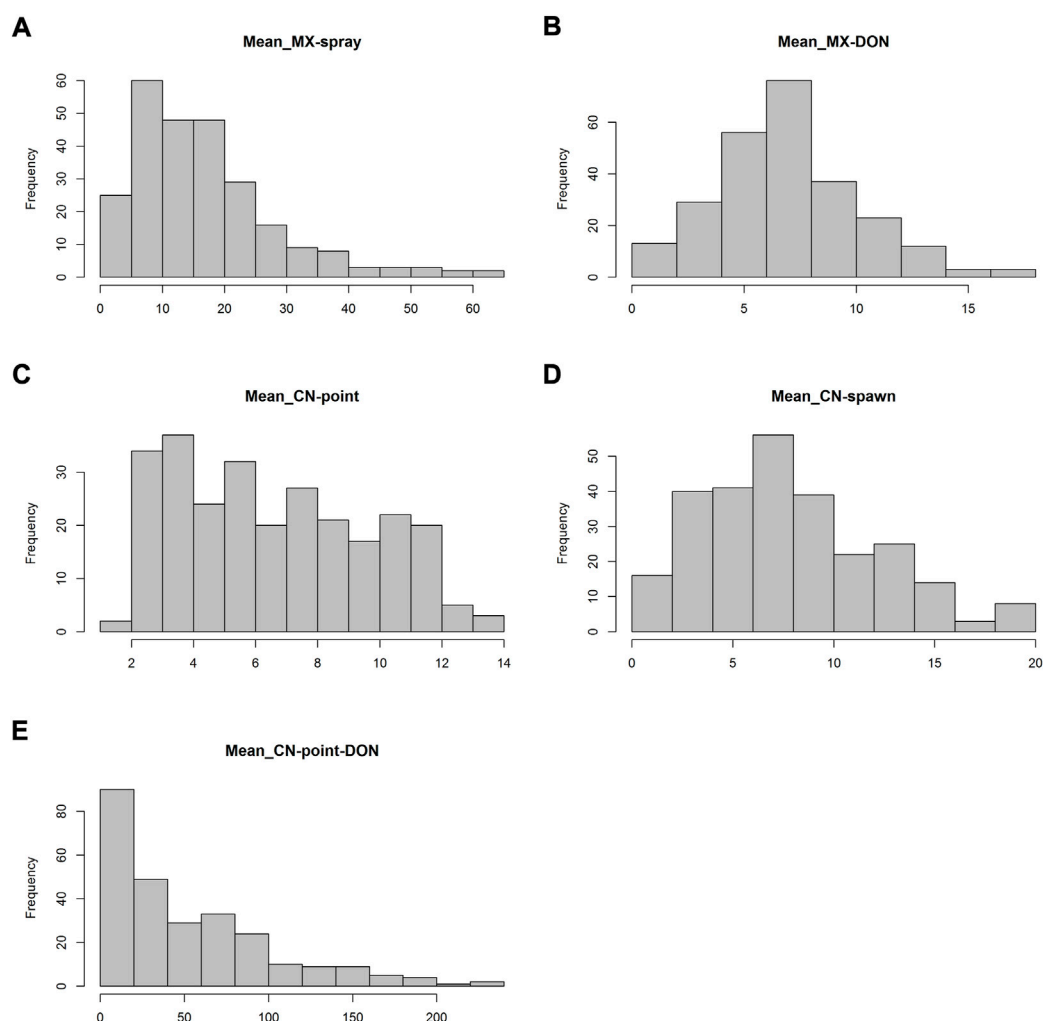 A
Mean_MX-spray
Frequency
0 10 20 30 40 50 60
0 10 20 30 40 50 60
B
Mean_MX-DON
Frequency
0 20 40 60
0 5 10 15
C
Mean_CN-point
Frequency
0 10 20 30
2 4 6 8 10 12 14
D
Mean_CN-spawn
Frequency
0 10 20 30 40 50
0 5 10 15 20
E
Mean_CN-point-DON
Frequency
0 20 40 60 80
0 50 100 150 200